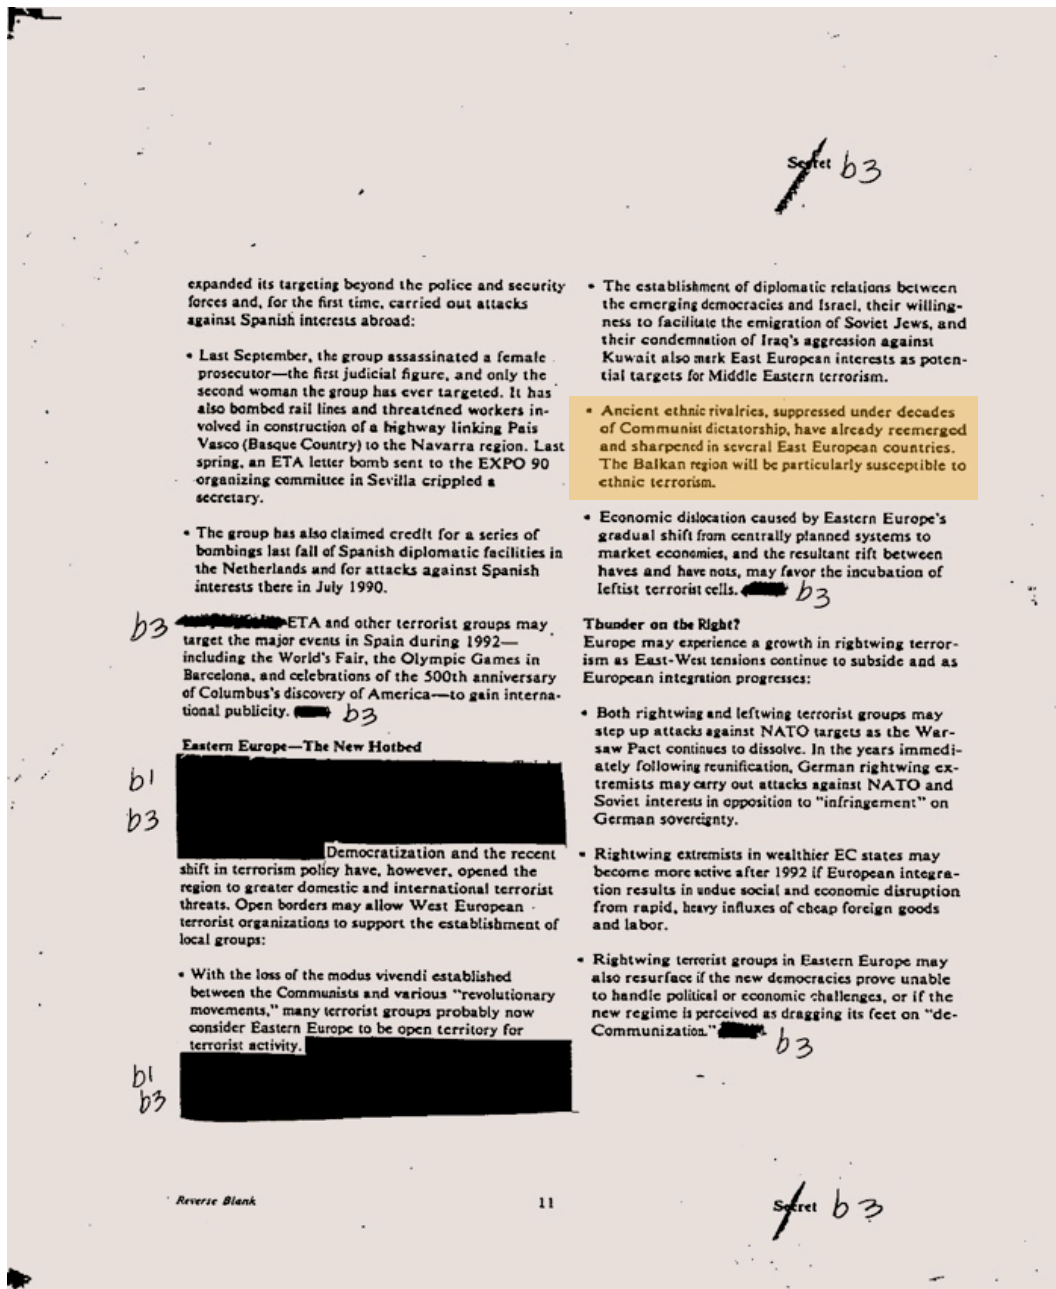 Secret b3
expanded its targeting beyond the police and security
forces and, for the first time, carried out attacks
against Spanish interests abroad:
• Last September, the group assassinated a female
prosecutor—the first judicial figure, and only the
second woman the group has ever targeted. It has
also bombed rail lines and threatened workers in-
volved in construction of a highway linking Pais
Vasco (Basque Country) to the Navarra region. Last
spring, an ETA letter bomb sent to the EXPO 90
organizing committee in Sevilla crippled a
secretary.
• The group has also claimed credit for a series of
bombings last fall of Spanish diplomatic facilities in
the Netherlands and for attacks against Spanish
interests there in July 1990.
b3 ETA and other terrorist groups may
target the major events in Spain during 1992—
including the World's Fair, the Olympic Games in
Barcelona, and celebrations of the 500th anniversary
of Columbus's discovery of America—to gain interna-
tional publicity. b3
Eastern Europe—The New Hotbed
b1
b3
Democratization and the recent
shift in terrorism policy have, however, opened the
region to greater domestic and international terrorist
threats. Open borders may allow West European
terrorist organizations to support the establishment of
local groups:
• With the loss of the modus vivendi established
between the Communists and various "revolutionary
movements," many terrorist groups probably now
consider Eastern Europe to be open territory for
terrorist activity.
b1
b3
• The establishment of diplomatic relations between
the emerging democracies and Israel, their willing-
ness to facilitate the emigration of Soviet Jews, and
their condemnation of Iraq's aggression against
Kuwait also mark East European interests as poten-
tial targets for Middle Eastern terrorism.
• Ancient ethnic rivalries, suppressed under decades
of Communist dictatorship, have already reemerged
and sharpened in several East European countries.
The Balkan region will be particularly susceptible to
ethnic terrorism.
• Economic dislocation caused by Eastern Europe's
gradual shift from centrally planned systems to
market economies, and the resultant rift between
haves and have nots, may favor the incubation of
leftist terrorist cells. b3
Thunder on the Right?
Europe may experience a growth in rightwing terror-
ism as East-West tensions continue to subside and as
European integration progresses:
• Both rightwing and leftwing terrorist groups may
step up attacks against NATO targets as the War-
saw Pact continues to dissolve. In the years immedi-
ately following reunification, German rightwing ex-
tremists may carry out attacks against NATO and
Soviet interests in opposition to "infringement" on
German sovereignty.
• Rightwing extremists in wealthier EC states may
become more active after 1992 if European integra-
tion results in undue social and economic disruption
from rapid, heavy influxes of cheap foreign goods
and labor.
• Rightwing terrorist groups in Eastern Europe may
also resurface if the new democracies prove unable
to handle political or economic challenges, or if the
new regime is perceived as dragging its feet on "de-
Communization." b3
Reverse Blank
11
Secret b3